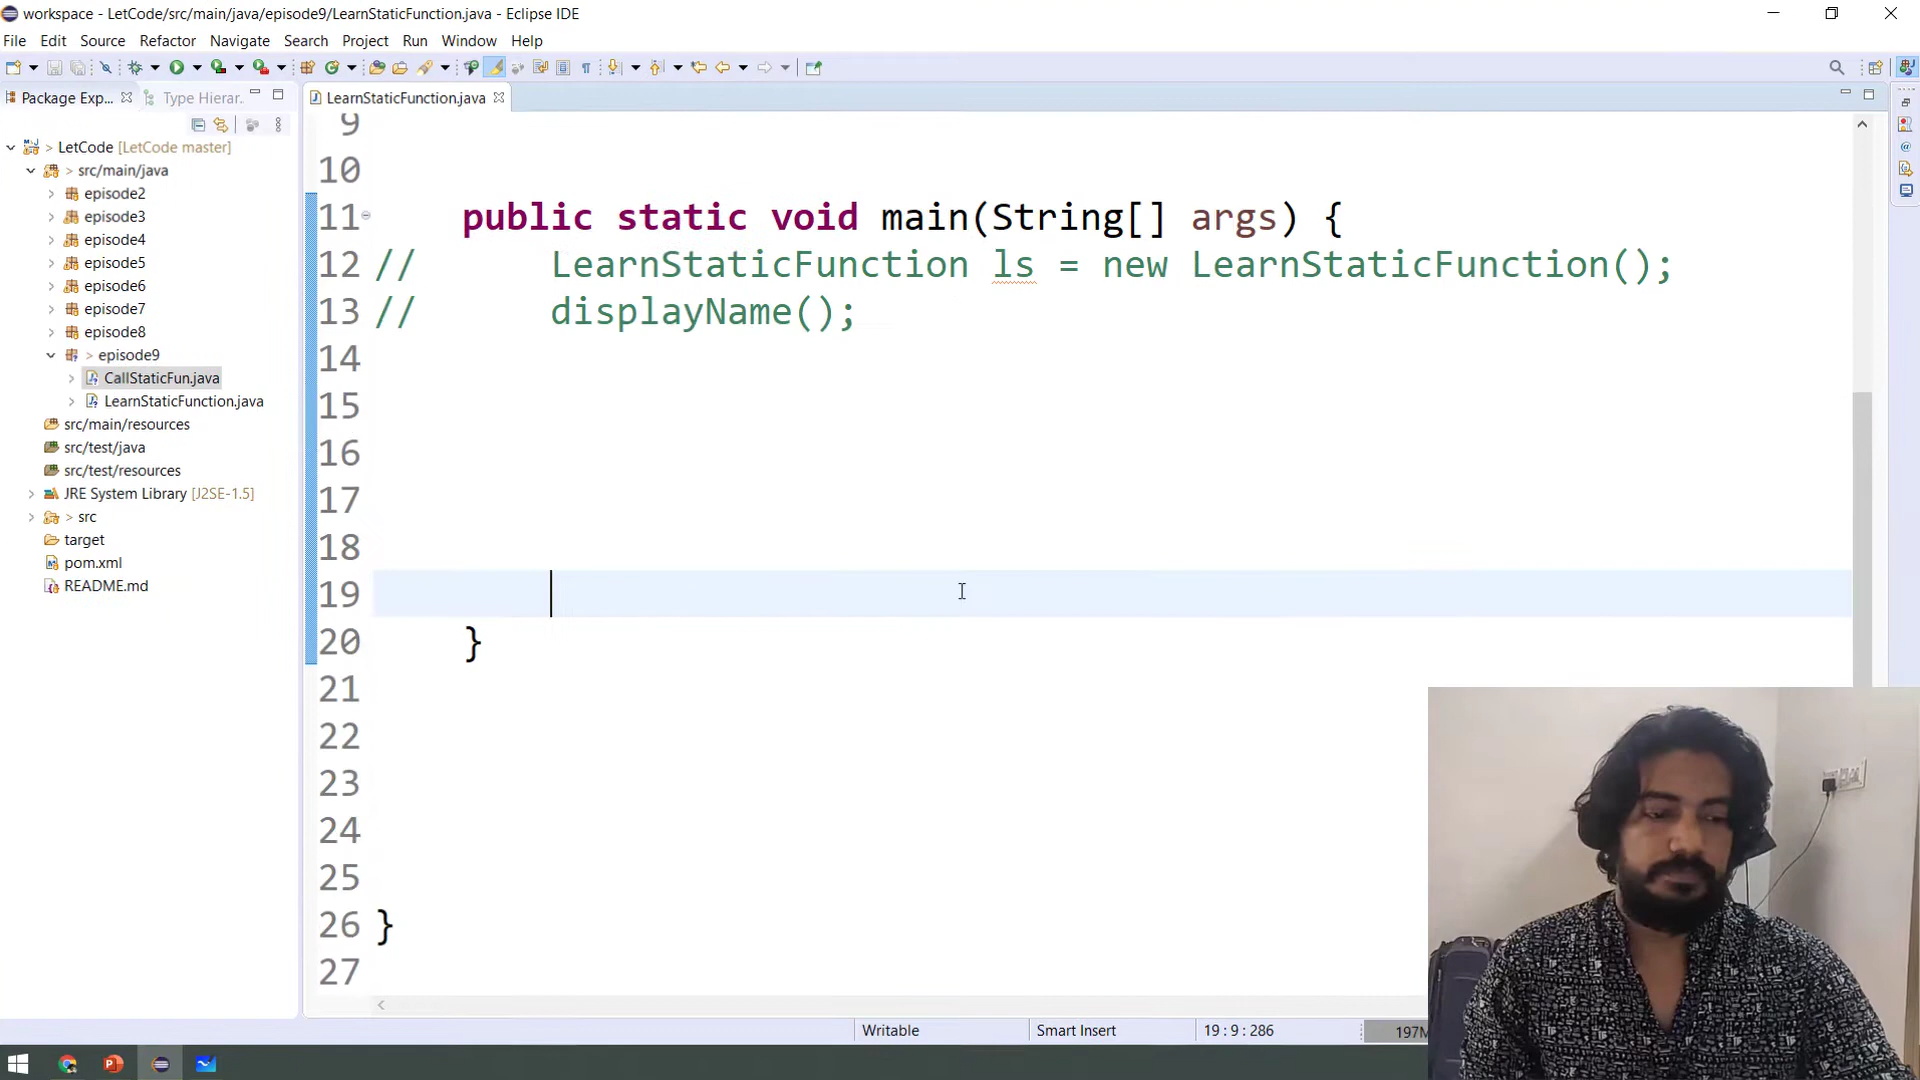 workspace - LetCode/src/main/java/episode9/LearnStaticFunction.java - Eclipse IDE
File Edit Source Refactor Navigate Search Project Run Window Help
Package Exp... Type Hierar... LearnStaticFunction.java
> LetCode [LetCode master]
> src/main/java
episode2
episode3
episode4
episode5
episode6
episode7
episode8
> episode9
CallStaticFun.java
LearnStaticFunction.java
src/main/resources
src/test/java
src/test/resources
JRE System Library [J2SE-1.5]
> src
target
pom.xml
README.md
9
10
11 public static void main(String[] args) {
12 // LearnStaticFunction ls = new LearnStaticFunction();
13 // displayName();
14
15
16
17
18
19
20 }
21
22
23
24
25
26 }
27
Writable Smart Insert 19 : 9 : 286 197M